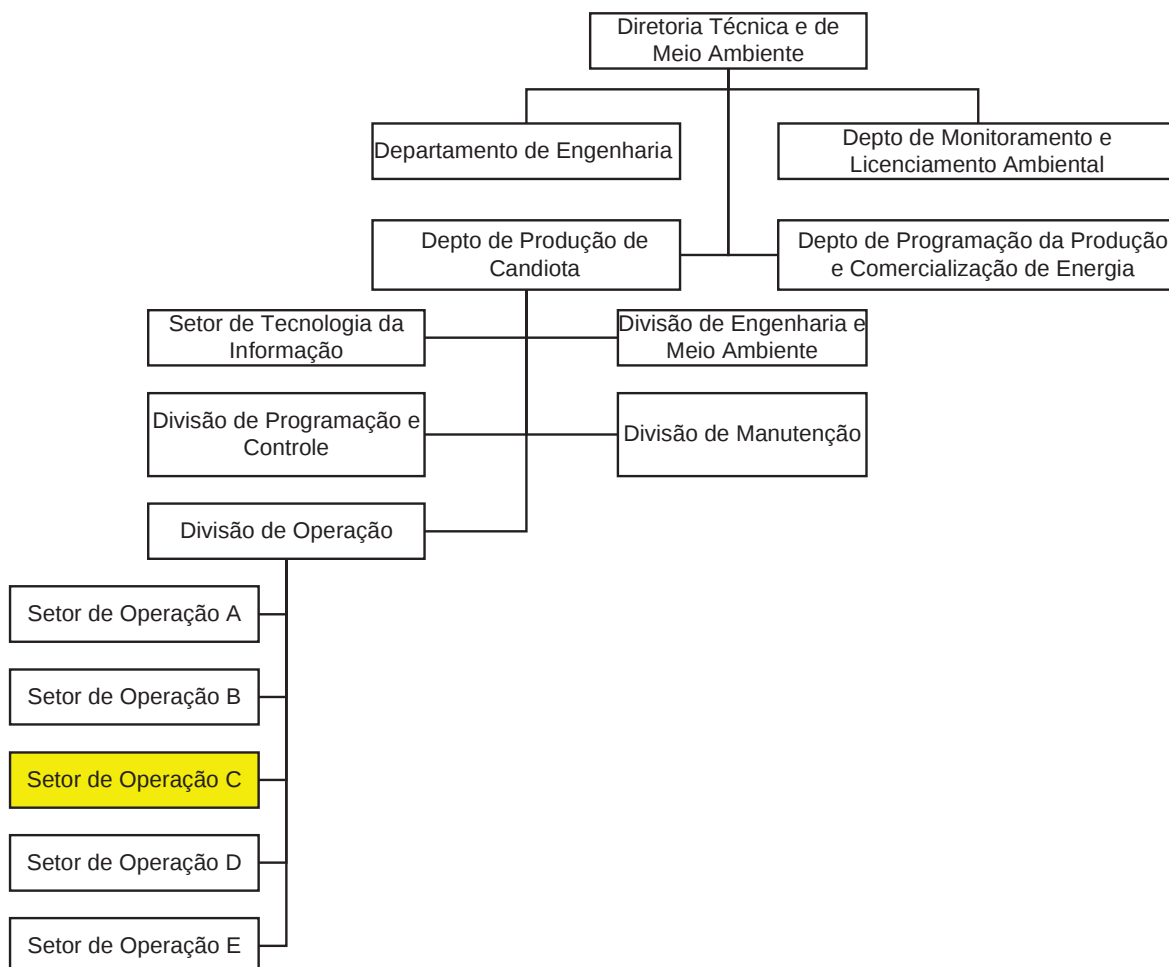 Diretoria Técnica e de
Meio Ambiente
Departamento de Engenharia
Depto de Monitoramento e
Licenciamento Ambiental
Depto de Produção de
Candiota
Depto de Programação da Produção
e Comercialização de Energia
Setor de Tecnologia da
Informação
Divisão de Engenharia e
Meio Ambiente
Divisão de Programação e
Controle
Divisão de Manutenção
Divisão de Operação
Setor de Operação A
Setor de Operação B
Setor de Operação C
Setor de Operação D
Setor de Operação E